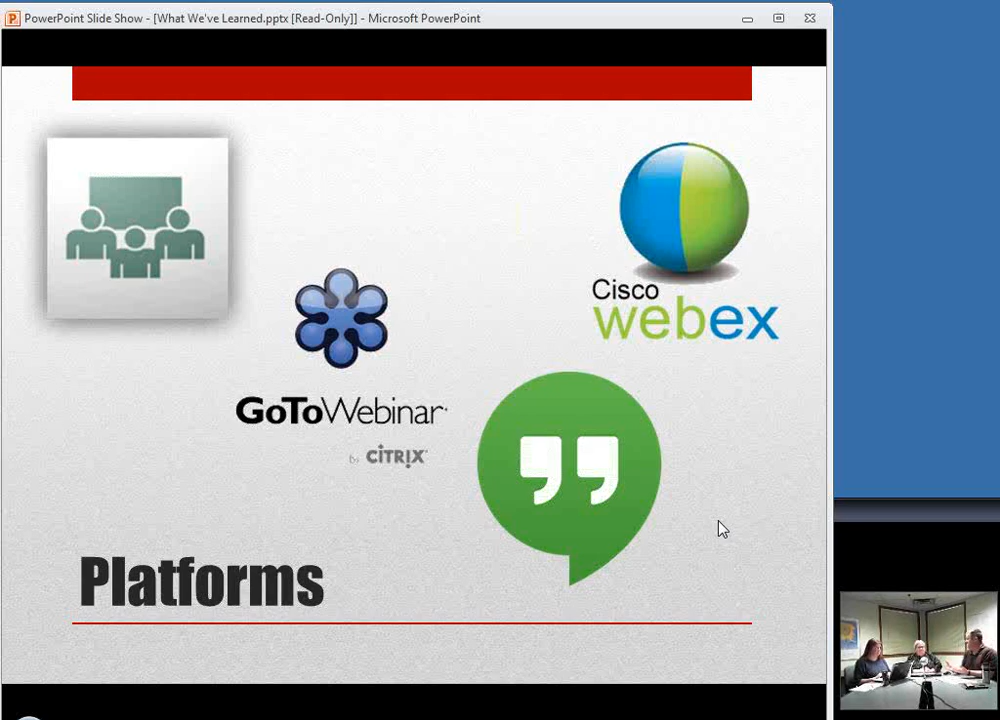 PowerPoint Slide Show - [What We've Learned.pptx [Read-Only]] - Microsoft PowerPoint
Cisco
webex
GoToWebinar
by CITRIX
Platforms